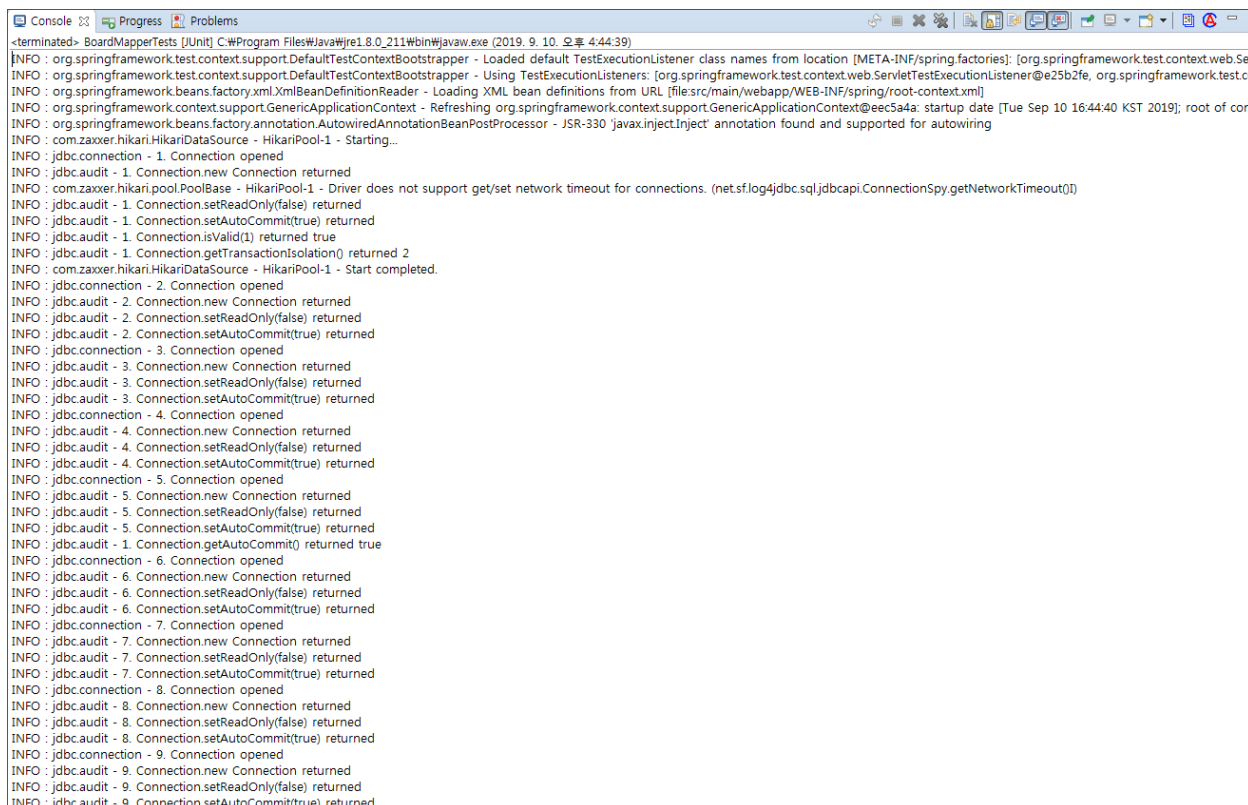 Console Progress Problems
<terminated> BoardMapperTests [JUnit] C:₩Program Files₩Java₩jre1.8.0_211₩bin₩javaw.exe (2019. 9. 10. 오후 4:44:39)
INFO : org.springframework.test.context.support.DefaultTestContextBootstrapper - Loaded default TestExecutionListener class names from location [META-INF/spring.factories]: [org.springframework.test.context.web.Se
INFO : org.springframework.test.context.support.DefaultTestContextBootstrapper - Using TestExecutionListeners: [org.springframework.test.context.web.ServletTestExecutionListener@e25b2fe, org.springframework.test.c
INFO : org.springframework.beans.factory.xml.XmlBeanDefinitionReader - Loading XML bean definitions from URL [file:src/main/webapp/WEB-INF/spring/root-context.xml]
INFO : org.springframework.context.support.GenericApplicationContext - Refreshing org.springframework.context.support.GenericApplicationContext@eec5a4a: startup date [Tue Sep 10 16:44:40 KST 2019]; root of con
INFO : org.springframework.beans.factory.annotation.AutowiredAnnotationBeanPostProcessor - JSR-330 'javax.inject.Inject' annotation found and supported for autowiring
INFO : com.zaxxer.hikari.HikariDataSource - HikariPool-1 - Starting...
INFO : jdbc.connection - 1. Connection opened
INFO : jdbc.audit - 1. Connection.new Connection returned
INFO : com.zaxxer.hikari.pool.PoolBase - HikariPool-1 - Driver does not support get/set network timeout for connections. (net.sf.log4jdbc.sql.jdbcapi.ConnectionSpy.getNetworkTimeout()I)
INFO : jdbc.audit - 1. Connection.setReadOnly(false) returned
INFO : jdbc.audit - 1. Connection.setAutoCommit(true) returned
INFO : jdbc.audit - 1. Connection.isValid(1) returned true
INFO : jdbc.audit - 1. Connection.getTransactionIsolation() returned 2
INFO : com.zaxxer.hikari.HikariDataSource - HikariPool-1 - Start completed.
INFO : jdbc.connection - 2. Connection opened
INFO : jdbc.audit - 2. Connection.new Connection returned
INFO : jdbc.audit - 2. Connection.setReadOnly(false) returned
INFO : jdbc.audit - 2. Connection.setAutoCommit(true) returned
INFO : jdbc.connection - 3. Connection opened
INFO : jdbc.audit - 3. Connection.new Connection returned
INFO : jdbc.audit - 3. Connection.setReadOnly(false) returned
INFO : jdbc.audit - 3. Connection.setAutoCommit(true) returned
INFO : jdbc.connection - 4. Connection opened
INFO : jdbc.audit - 4. Connection.new Connection returned
INFO : jdbc.audit - 4. Connection.setReadOnly(false) returned
INFO : jdbc.audit - 4. Connection.setAutoCommit(true) returned
INFO : jdbc.connection - 5. Connection opened
INFO : jdbc.audit - 5. Connection.new Connection returned
INFO : jdbc.audit - 5. Connection.setReadOnly(false) returned
INFO : jdbc.audit - 5. Connection.setAutoCommit(true) returned
INFO : jdbc.audit - 1. Connection.getAutoCommit() returned true
INFO : jdbc.connection - 6. Connection opened
INFO : jdbc.audit - 6. Connection.new Connection returned
INFO : jdbc.audit - 6. Connection.setReadOnly(false) returned
INFO : jdbc.audit - 6. Connection.setAutoCommit(true) returned
INFO : jdbc.connection - 7. Connection opened
INFO : jdbc.audit - 7. Connection.new Connection returned
INFO : jdbc.audit - 7. Connection.setReadOnly(false) returned
INFO : jdbc.audit - 7. Connection.setAutoCommit(true) returned
INFO : jdbc.connection - 8. Connection opened
INFO : jdbc.audit - 8. Connection.new Connection returned
INFO : jdbc.audit - 8. Connection.setReadOnly(false) returned
INFO : jdbc.audit - 8. Connection.setAutoCommit(true) returned
INFO : jdbc.connection - 9. Connection opened
INFO : jdbc.audit - 9. Connection.new Connection returned
INFO : jdbc.audit - 9. Connection.setReadOnly(false) returned
INFO : jdbc.audit - 9. Connection.setAutoCommit(true) returned